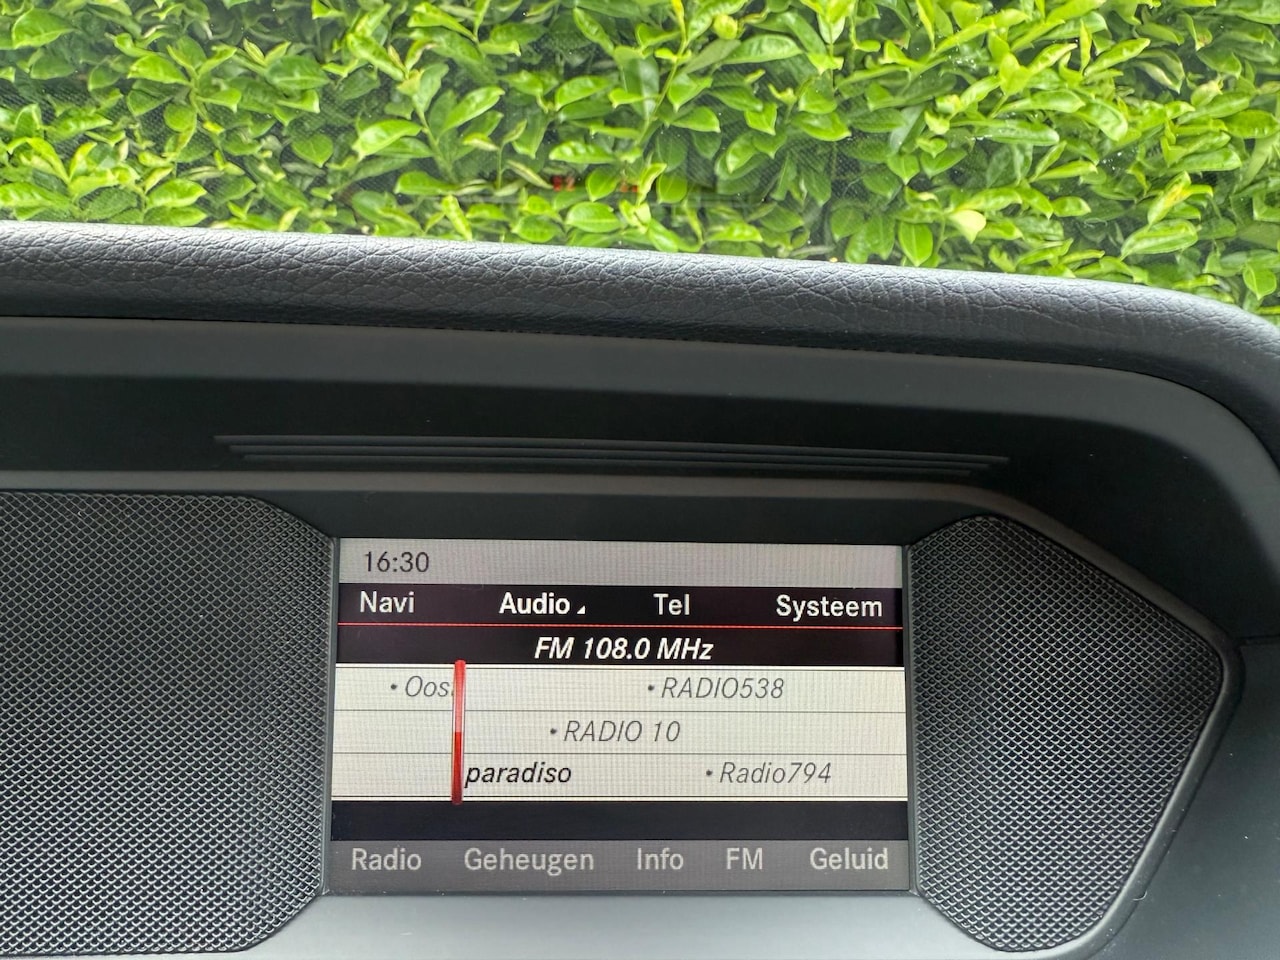 16:30
Navi Audio Tel Systeem
FM 108.0 MHz
• Oos • RADIO538
• RADIO 10
paradiso • Radio794
Radio Geheugen Info FM Geluid